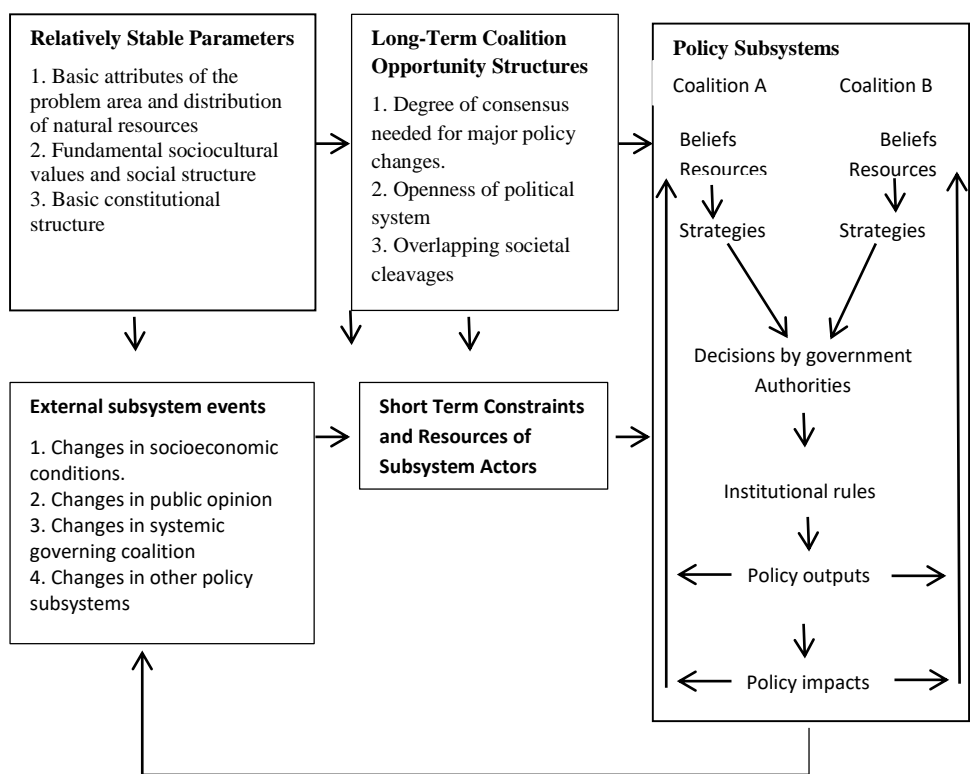 Relatively Stable Parameters
1. Basic attributes of the
problem area and distribution
of natural resources
2. Fundamental sociocultural
values and social structure
3. Basic constitutional
structure
Long-Term Coalition
Opportunity Structures
1. Degree of consensus
needed for major policy
changes.
2. Openness of political
system
3. Overlapping societal
cleavages
Policy Subsystems
Coalition A
Coalition B
Beliefs
Resources
Beliefs
Resources
Strategies
Strategies
Decisions by government
Authorities
Institutional rules
Policy outputs
Policy impacts
External subsystem events
1. Changes in socioeconomic
conditions.
2. Changes in public opinion
3. Changes in systemic
governing coalition
4. Changes in other policy
subsystems
Short Term Constraints
and Resources of
Subsystem Actors